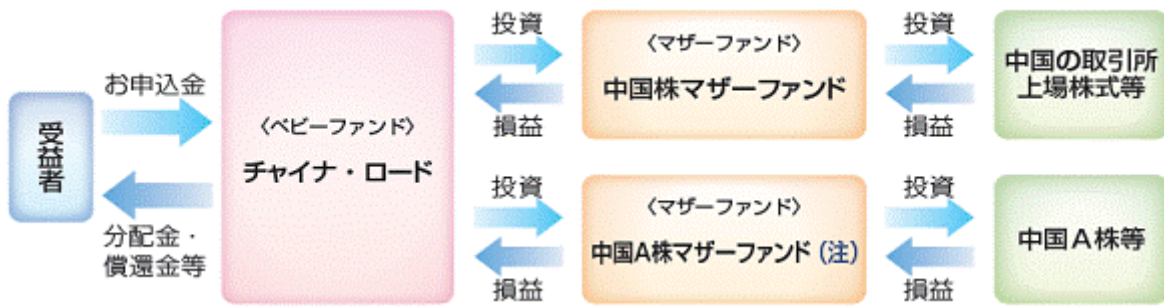 受益者
お申込金
分配金・
償還金等
〈ベビーファンド〉
チャイナ・ロード
投資
損益
〈マザーファンド〉
中国株マザーファンド
投資
損益
中国の取引所
上場株式等
投資
損益
〈マザーファンド〉
中国A株マザーファンド(注)
投資
損益
中国A株等